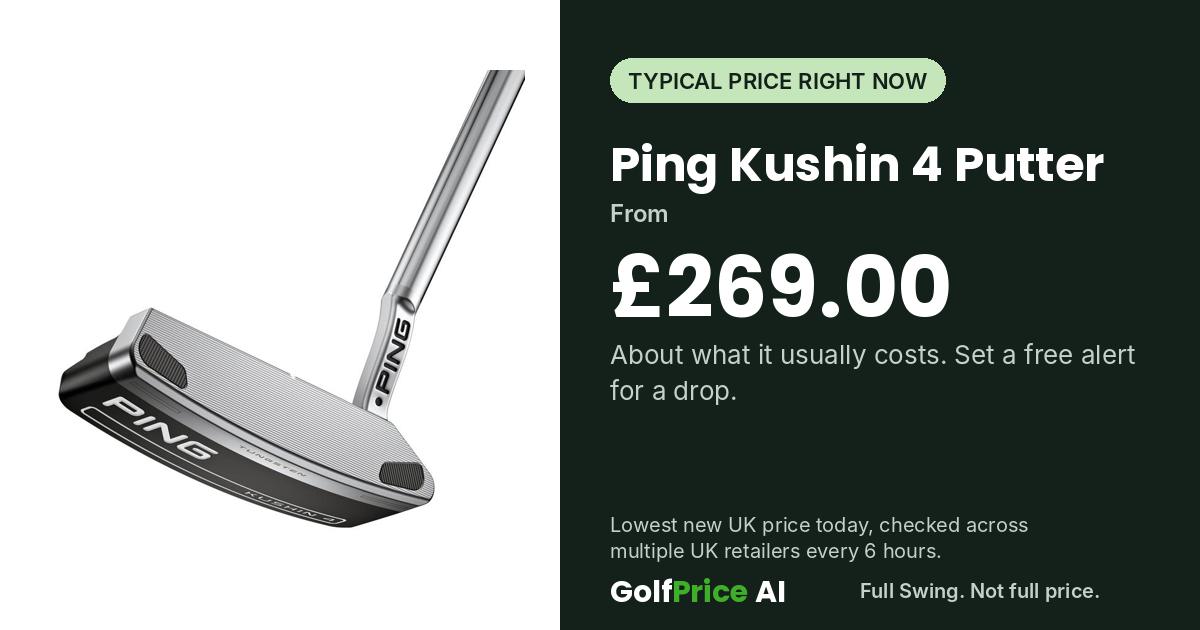 PING
PING
TUNGSTEN
KUSHIN 4
TYPICAL PRICE RIGHT NOW
Ping Kushin 4 Putter
From
£269.00
About what it usually costs. Set a free alert
for a drop.
Lowest new UK price today, checked across
multiple UK retailers every 6 hours.
GolfPrice AI
Full Swing. Not full price.